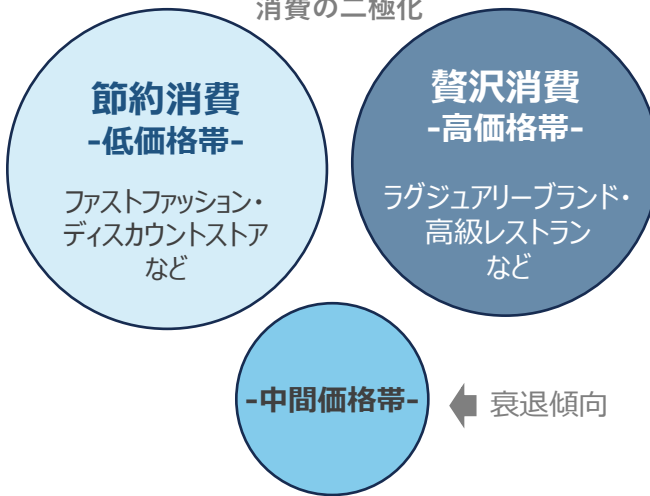 消費の二極化
節約消費
-低価格帯-
ファストファッション・
ディスカウントストア
など
贅沢消費
-高価格帯-
ラグジュアリーブランド・
高級レストラン
など
-中間価格帯-
衰退傾向